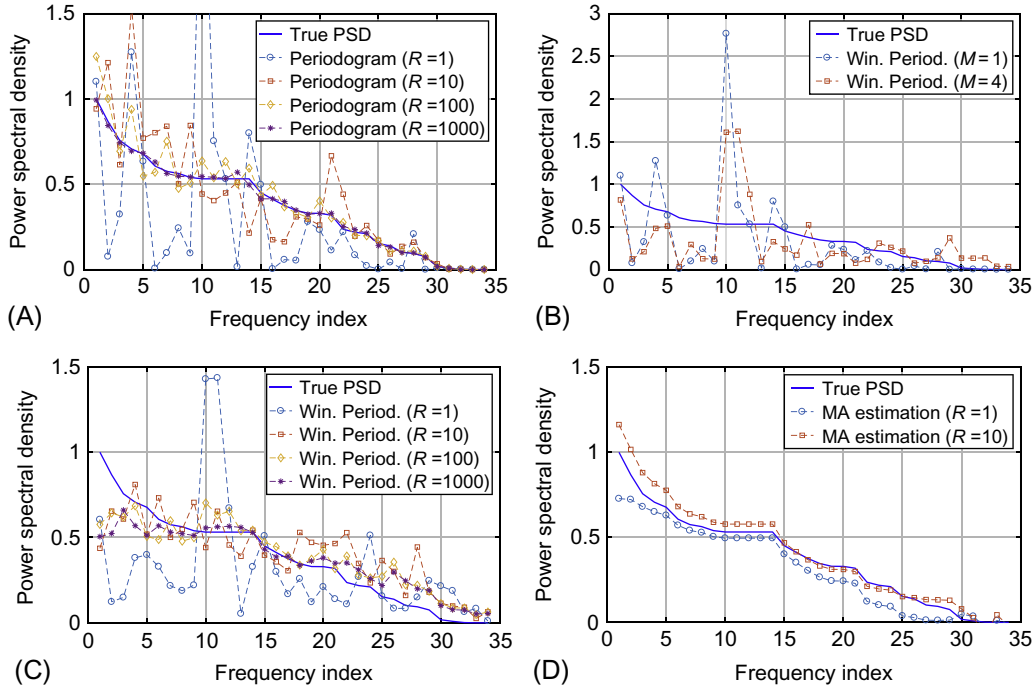 Power spectral density
1.5
1
0.5
0
0 5 10 15 20 25 30 35
Frequency index
(A)
True PSD
Periodogram (R=1)
Periodogram (R=10)
Periodogram (R=100)
Periodogram (R=1000)
Power spectral density
3
2.5
2
1.5
1
0.5
0
0 5 10 15 20 25 30 35
Frequency index
(B)
True PSD
Win. Period. (M=1)
Win. Period. (M=4)
Power spectral density
1.5
1
0.5
0
0 5 10 15 20 25 30 35
Frequency index
(C)
True PSD
Win. Period. (R=1)
Win. Period. (R=10)
Win. Period. (R=100)
Win. Period. (R=1000)
Power spectral density
1.5
1
0.5
0
0 5 10 15 20 25 30 35
Frequency index
(D)
True PSD
MA estimation (R=1)
MA estimation (R=10)